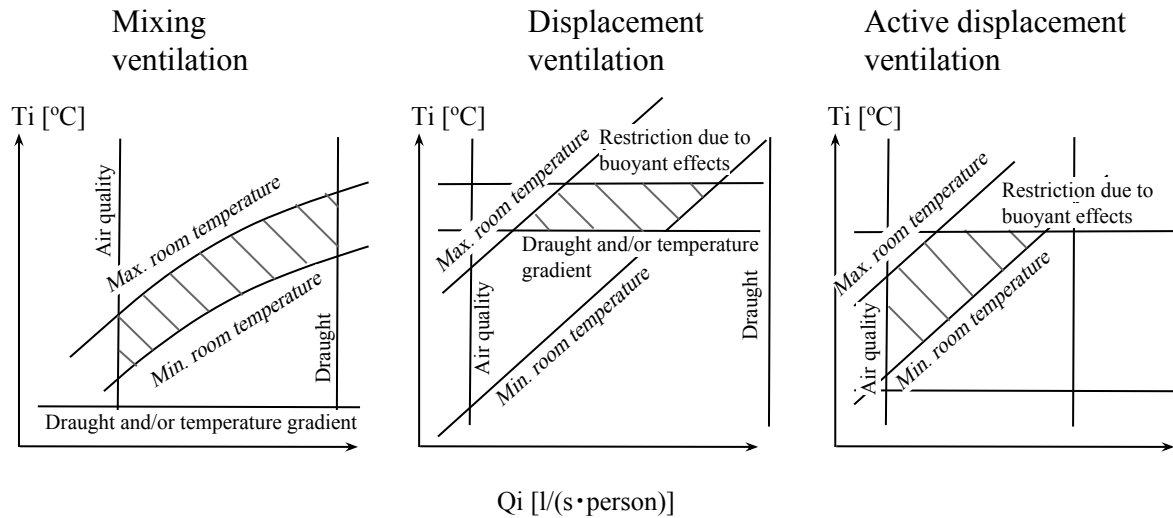 Mixing
ventilation
Ti [ºC]
Air quality
Max. room temperature
Min. room temperature
Draught
Draught and/or temperature gradient
Displacement
ventilation
Ti [ºC]
Max. room temperature
Restriction due to
buoyant effects
Draught and/or temperature
gradient
Air quality
Min. room temperature
Draught
Active displacement
ventilation
Ti [ºC]
Max. room temperature
Restriction due to
buoyant effects
Air quality
Min. room temperature
Qi [l/(s·person)]